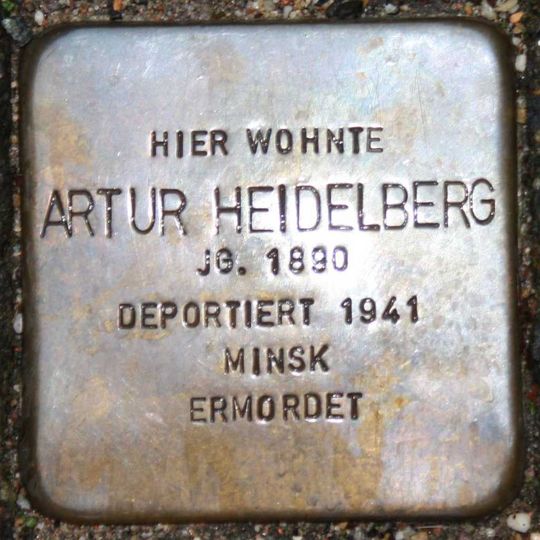 HIER WOHNTE
ARTUR HEIDELBERG
JG. 1890
DEPORTIERT 1941
MINSK
ERMORDET